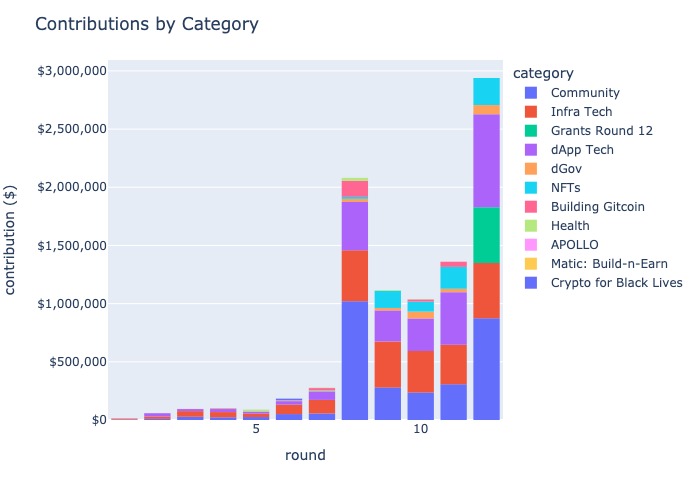 Contributions by Category
contribution ($)
$3,000,000
$2,500,000
$2,000,000
$1,500,000
$1,000,000
$500,000
$0
5
10
round
category
Community
Infra Tech
Grants Round 12
dApp Tech
dGov
NFTs
Building Gitcoin
Health
APOLLO
Matic: Build-n-Earn
Crypto for Black Lives